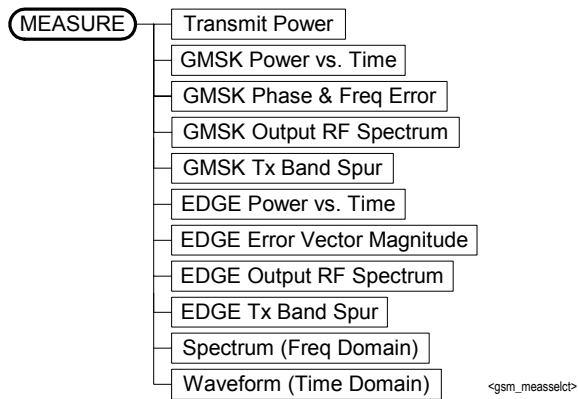 MEASURE
Transmit Power
GMSK Power vs. Time
GMSK Phase & Freq Error
GMSK Output RF Spectrum
GMSK Tx Band Spur
EDGE Power vs. Time
EDGE Error Vector Magnitude
EDGE Output RF Spectrum
EDGE Tx Band Spur
Spectrum (Freq Domain)
Waveform (Time Domain)
<gsm_measselct>